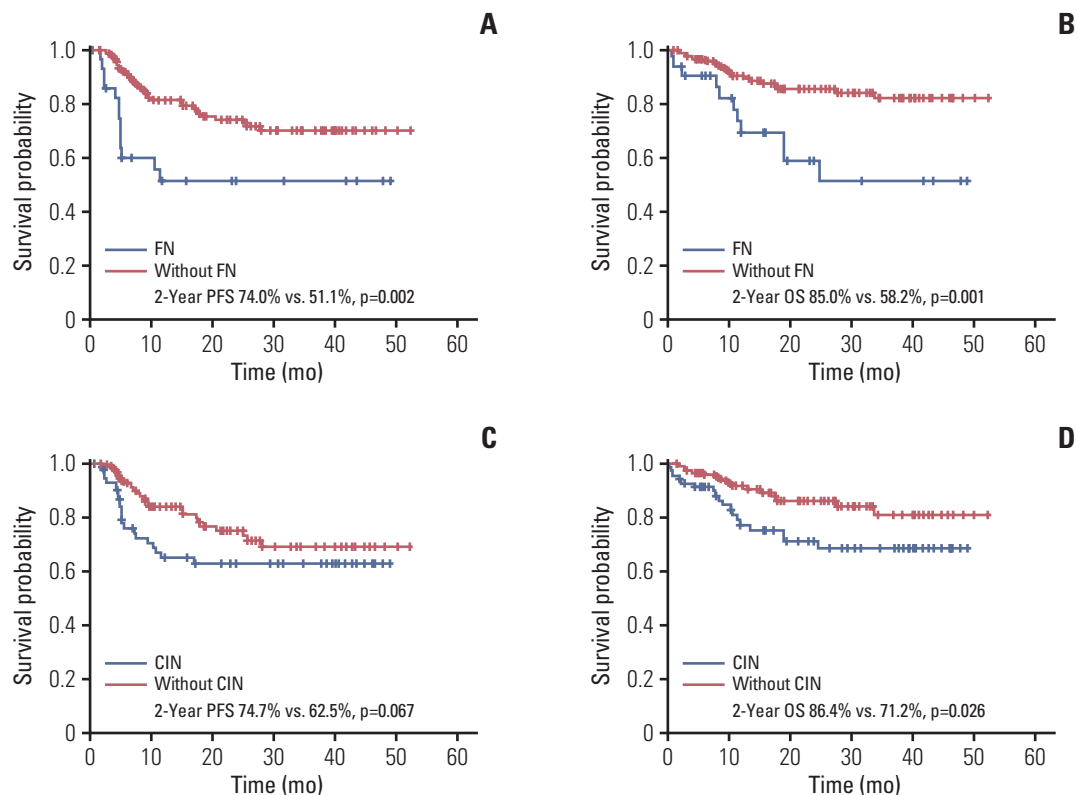 A
Survival probability
1.0
0.8
0.6
0.4
0.2
0
FN
Without FN
2-Year PFS 74.0% vs. 51.1%, p=0.002
0 10 20 30 40 50 60
Time (mo)
B
Survival probability
1.0
0.8
0.6
0.4
0.2
0
FN
Without FN
2-Year OS 85.0% vs. 58.2%, p=0.001
0 10 20 30 40 50 60
Time (mo)
C
Survival probability
1.0
0.8
0.6
0.4
0.2
0
CIN
Without CIN
2-Year PFS 74.7% vs. 62.5%, p=0.067
0 10 20 30 40 50 60
Time (mo)
D
Survival probability
1.0
0.8
0.6
0.4
0.2
0
CIN
Without CIN
2-Year OS 86.4% vs. 71.2%, p=0.026
0 10 20 30 40 50 60
Time (mo)